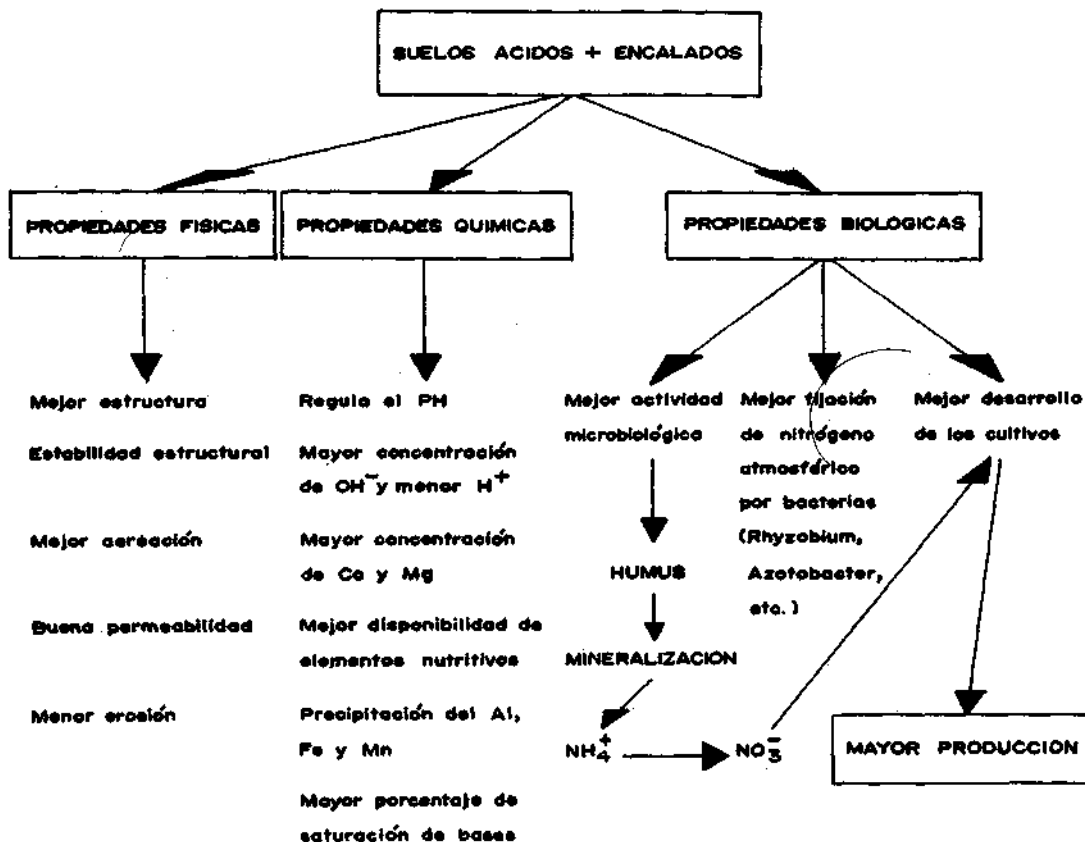 SUELOS ACIDOS + ENCALADOS
PROPIEDADES FISICAS
PROPIEDADES QUIMICAS
PROPIEDADES BIOLOGICAS
Mejor estructura
Estabilidad estructural
Mejor aereación
Buena permeabilidad
Menor erosión
Regula el PH
Mayor concentración
de OH⁻ y menor H⁺
Mayor concentración
de Ca y Mg
Mejor disponibilidad de
elementos nutritivos
Precipitación del Al,
Fe y Mn
Mayor porcentaje de
saturación de bases
Mejor actividad
microbiológica
HUMUS
MINERALIZACION
NH₄⁺
NO₃⁻
Mejor fijación
de nitrógeno
atmosférico
por bacterias
(Rhyzobium,
Azotobacter,
etc.)
Mejor desarrollo
de los cultivos
MAYOR PRODUCCION